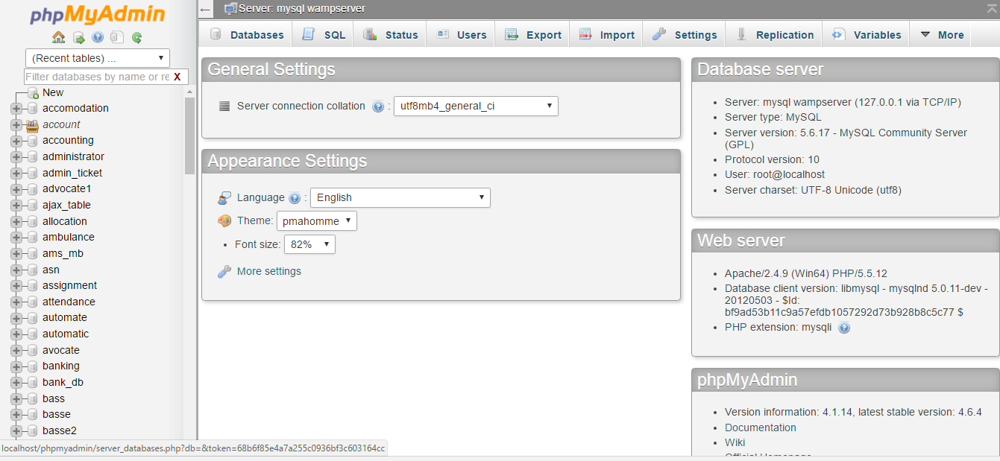 phpMyAdmin
(Recent tables) ...
Filter databases by name or re X
New
accomodation
account
accounting
administrator
admin_ticket
advocate1
ajax_table
allocation
ambulance
ams_mb
asn
assignment
attendance
automate
automatic
avocate
banking
bank_db
bass
basse
basse2
localhost/phpmyadmin/server_databases.php?db=&token=68b6f85e4a7a255c0936bf3c603164cc
Server: mysql wampserver
Databases SQL Status Users Export Import Settings Replication Variables More
General Settings
Server connection collation : utf8mb4_general_ci
Appearance Settings
Language : English
Theme: pmahomme
Font size: 82%
More settings
Database server
Server: mysql wampserver (127.0.0.1 via TCP/IP)
Server type: MySQL
Server version: 5.6.17 - MySQL Community Server
(GPL)
Protocol version: 10
User: root@localhost
Server charset: UTF-8 Unicode (utf8)
Web server
Apache/2.4.9 (Win64) PHP/5.5.12
Database client version: libmysql - mysqlnd 5.0.11-dev -
20120503 - $Id:
bf9ad53b11c9a57efdb1057292d73b928b8c5c77 $
PHP extension: mysqli
phpMyAdmin
Version information: 4.1.14, latest stable version: 4.6.4
Documentation
Wiki
Official Homepage